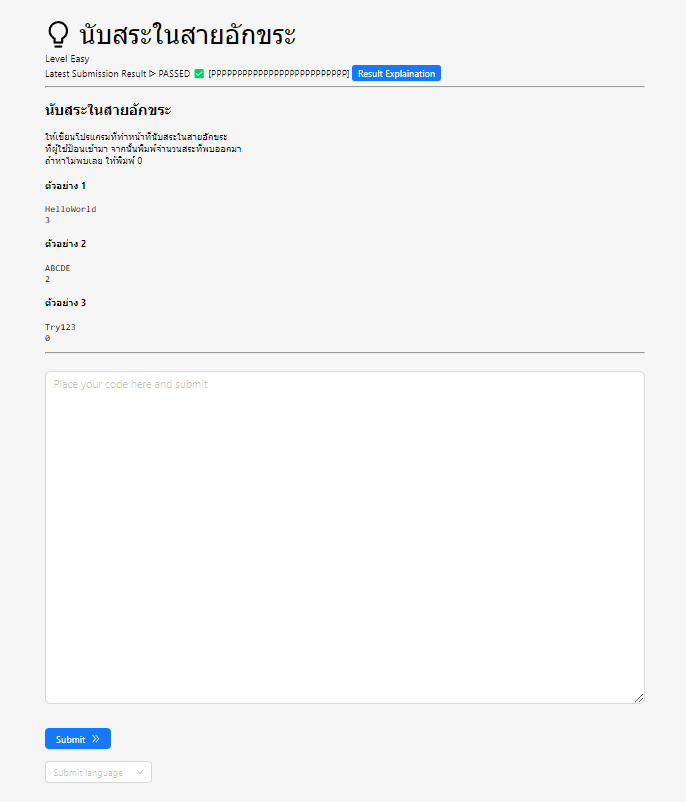 นับสระในสายอักขระ
Level Easy
Latest Submission Result ᐅ PASSED ✅ [PPPPPPPPPPPPPPPPPPPPPPPPPPP] Result Explaination
นับสระในสายอักขระ
ให้เขียนโปรแกรมที่ทำหน้าที่นับสระในสายอักขระ
ที่ผู้ใช้ป้อนเข้ามา จากนั้นพิมพ์จำนวนสระที่พบออกมา
ถ้าหาไม่พบเลย ให้พิมพ์ 0
ตัวอย่าง 1
HelloWorld
3
ตัวอย่าง 2
ABCDE
2
ตัวอย่าง 3
Try123
0
Place your code here and submit
Submit
Submit language